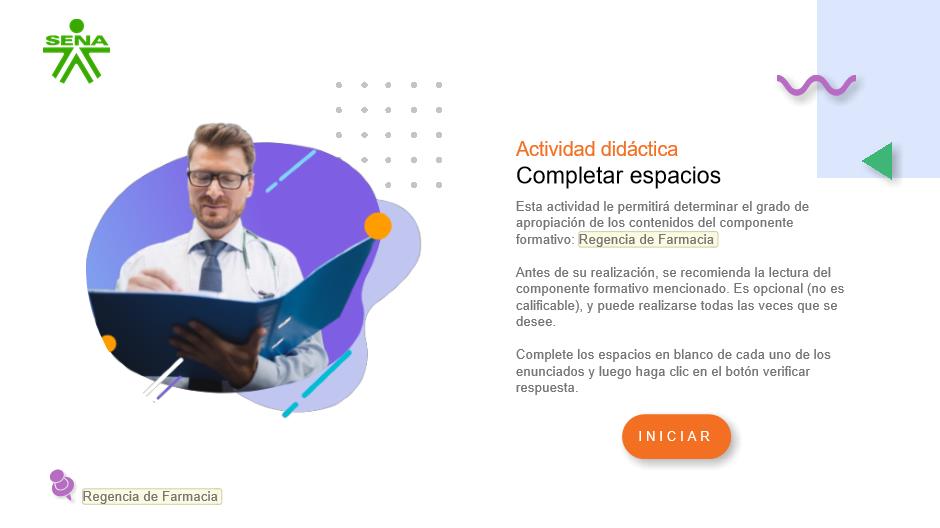 SENA
Actividad didáctica
Completar espacios
Esta actividad le permitirá determinar el grado de
apropiación de los contenidos del componente
formativo: Regencia de Farmacia
Antes de su realización, se recomienda la lectura del
componente formativo mencionado. Es opcional (no es
calificable), y puede realizarse todas las veces que se
desee.
Complete los espacios en blanco de cada uno de los
enunciados y luego haga clic en el botón verificar
respuesta.
INICIAR
Regencia de Farmacia